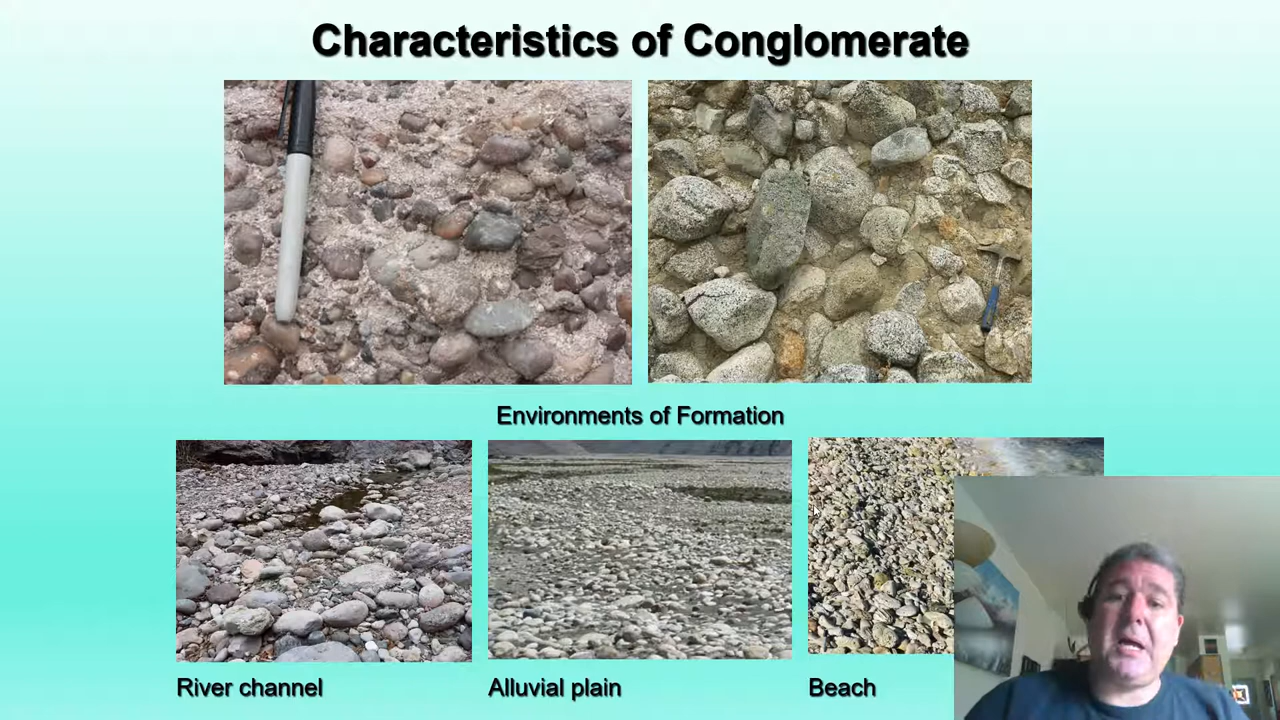 Characteristics of Conglomerate
Environments of Formation
River channel
Alluvial plain
Beach